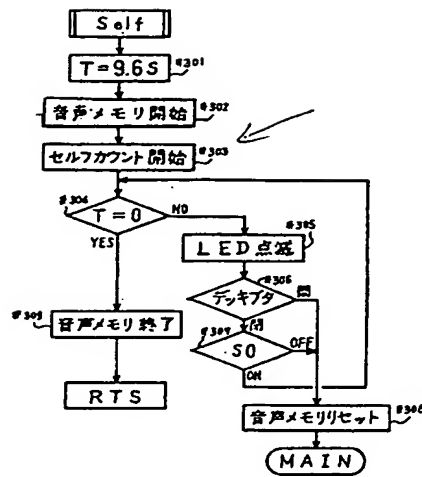 Self
T=9.6S
#301
音声メモリ開始
#302
セルフカウント開始
#303
#304
T=0
NO
YES
LED点滅
#305
デッキブタ
#306
開
閉
#307
S0
OFF
ON
音声メモリ終了
#309
RTS
音声メモリリセット
#308
MAIN